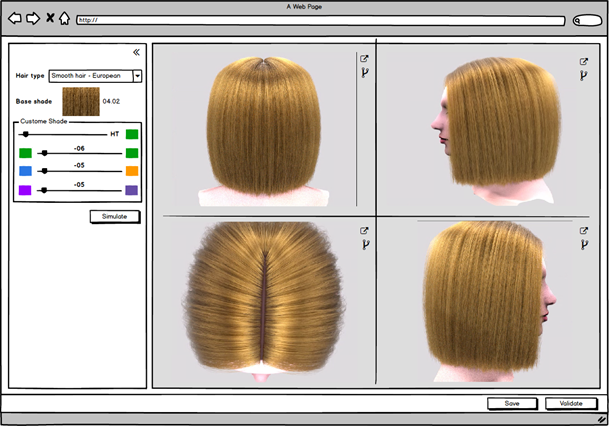 A Web Page
http://
Hair type
Smooth hair - European
Base shade
04.02
Custome Shade
HT
-06
-05
-05
Simulate
Save
Validate